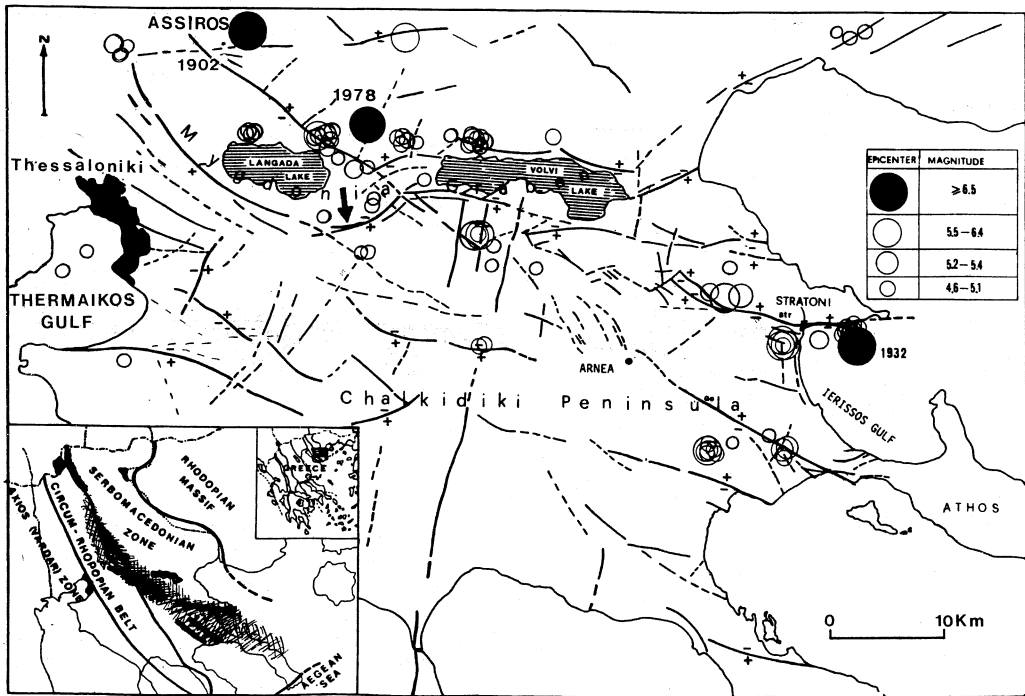 ASSIROS
N
1902
1978
M
Thessaloniki
LANGADA
LAKE
VOLVI
LAKE
EPICENTER MAGNITUDE
⩾6.5
5.5–6.4
5.2–5.4
4.6–5.1
THERMAIKOS
GULF
STRATONI
str
1932
ARNEA
Chalkidiki Peninsula
IERISSOS GULF
ATHOS
0 10Km
GREECE
RHODOPIAN
MASSIF
SERBOMACEDONIAN
ZONE
CIRCUM-RHOPOPIAN BELT
AXIOS (VARDAR) ZONE
AEGEAN
SEA